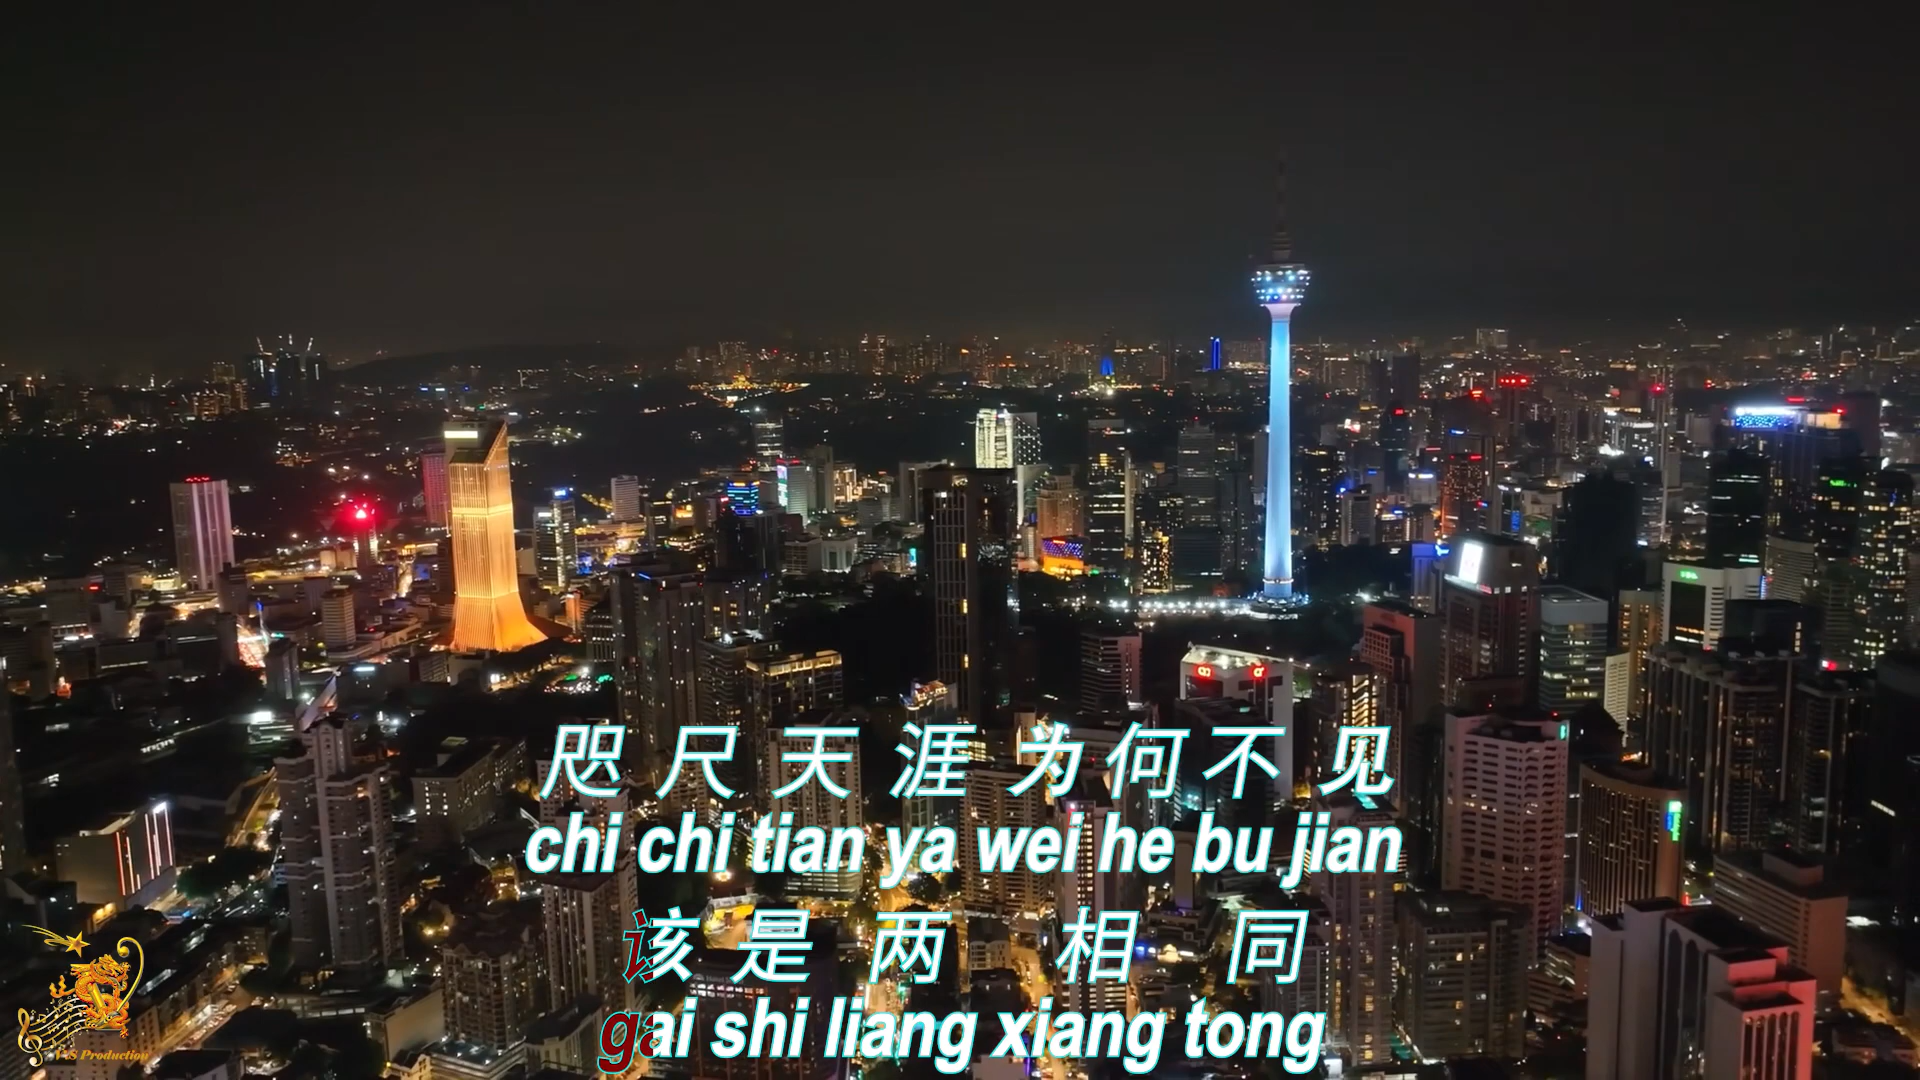 咫尺天涯为何不见
chi chi tian ya wei he bu jian
该是两相同
gai shi liang xiang tong